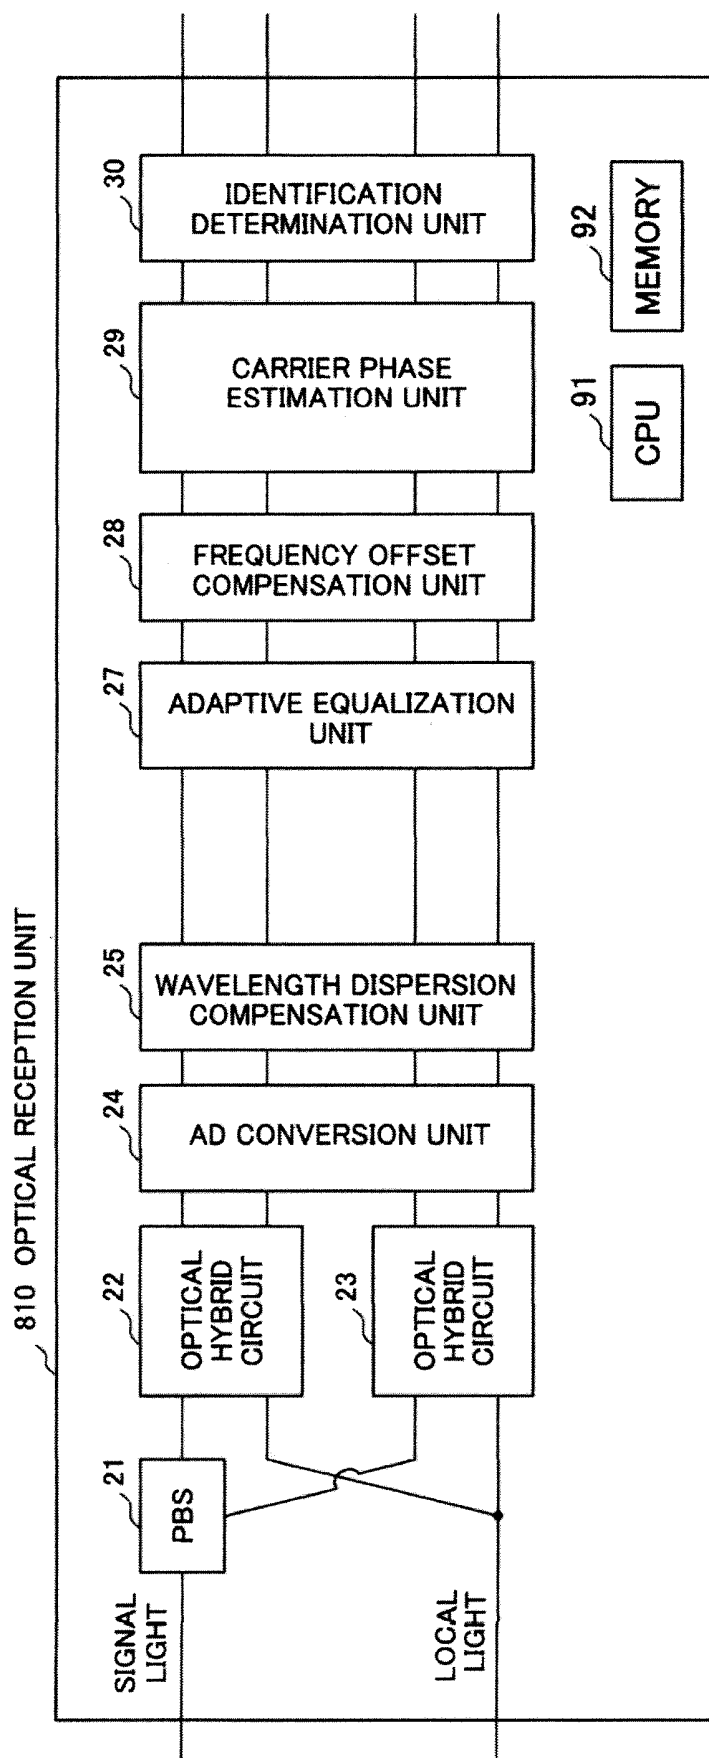 810 OPTICAL RECEPTION UNIT
SIGNAL
LIGHT
LOCAL
LIGHT
21
PBS
22
OPTICAL
HYBRID
CIRCUIT
23
OPTICAL
HYBRID
CIRCUIT
24
AD CONVERSION UNIT
25
WAVELENGTH DISPERSION
COMPENSATION UNIT
27
ADAPTIVE EQUALIZATION
UNIT
28
FREQUENCY OFFSET
COMPENSATION UNIT
29
CARRIER PHASE
ESTIMATION UNIT
30
IDENTIFICATION
DETERMINATION UNIT
91
CPU
92
MEMORY